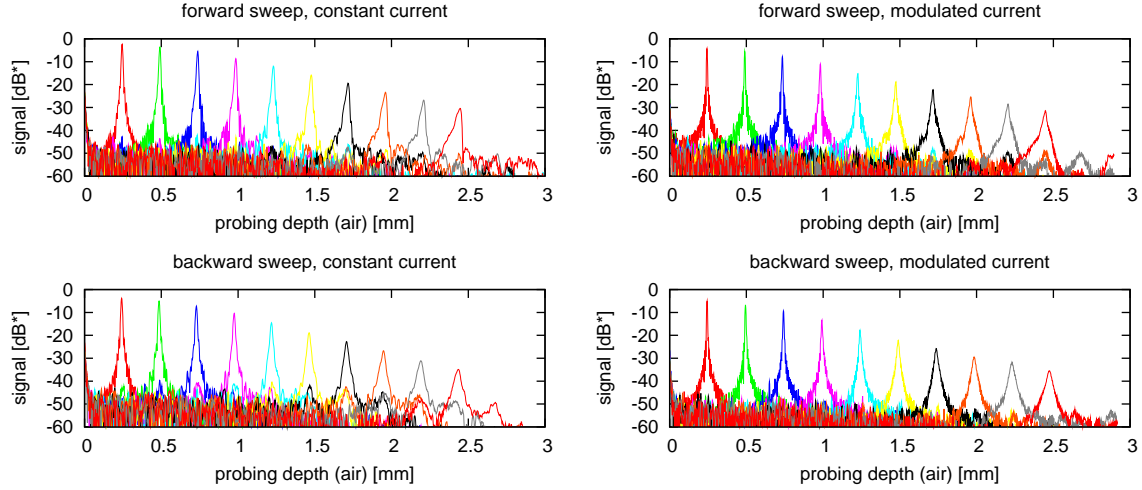 forward sweep, constant current
signal [dB*]
0
-10
-20
-30
-40
-50
-60
0 0.5 1 1.5 2 2.5 3
probing depth (air) [mm]
forward sweep, modulated current
signal [dB*]
0
-10
-20
-30
-40
-50
-60
0 0.5 1 1.5 2 2.5 3
probing depth (air) [mm]
backward sweep, constant current
signal [dB*]
0
-10
-20
-30
-40
-50
-60
0 0.5 1 1.5 2 2.5 3
probing depth (air) [mm]
backward sweep, modulated current
signal [dB*]
0
-10
-20
-30
-40
-50
-60
0 0.5 1 1.5 2 2.5 3
probing depth (air) [mm]